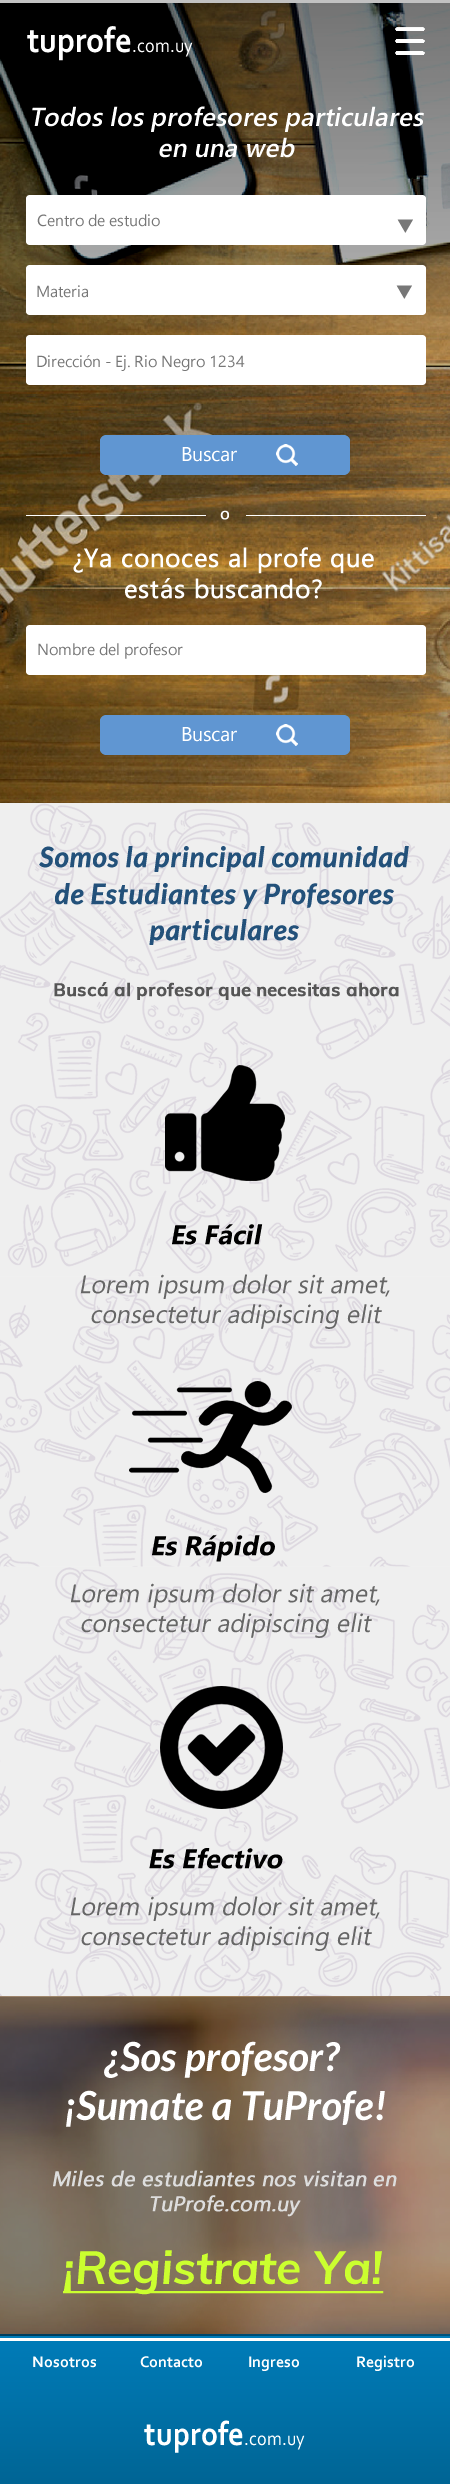 tuprofe.com.uy
Todos los profesores particulares
en una web
Centro de estudio
Materia
Dirección - Ej. Rio Negro 1234
Buscar
o
¿Ya conoces al profe que
estás buscando?
Nombre del profesor
Buscar
Somos la principal comunidad
de Estudiantes y Profesores
particulares
Buscá al profesor que necesitas ahora
Es Fácil
Lorem ipsum dolor sit amet,
consectetur adipiscing elit
Es Rápido
Lorem ipsum dolor sit amet,
consectetur adipiscing elit
Es Efectivo
Lorem ipsum dolor sit amet,
consectetur adipiscing elit
¿Sos profesor?
¡Sumate a TuProfe!
Miles de estudiantes nos visitan en
TuProfe.com.uy
¡Registrate Ya!
Nosotros Contacto Ingreso Registro
tuprofe.com.uy